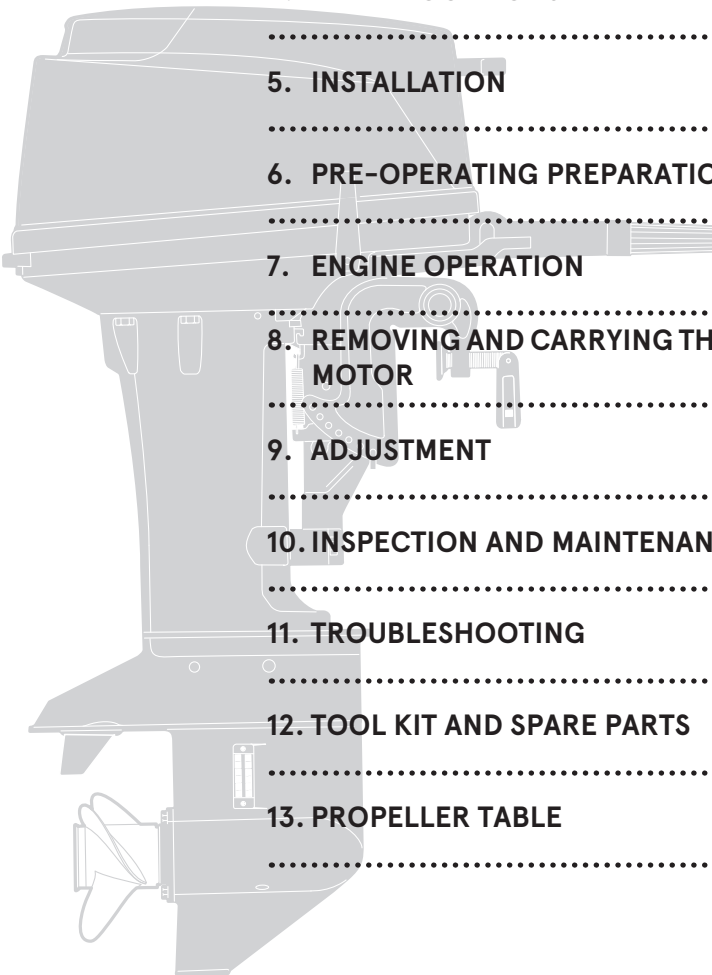 5. INSTALLATION
6. PRE-OPERATING PREPARATIO
7. ENGINE OPERATION
8. REMOVING AND CARRYING TH
MOTOR
9. ADJUSTMENT
10. INSPECTION AND MAINTENAN
11. TROUBLESHOOTING
12. TOOL KIT AND SPARE PARTS
13. PROPELLER TABLE